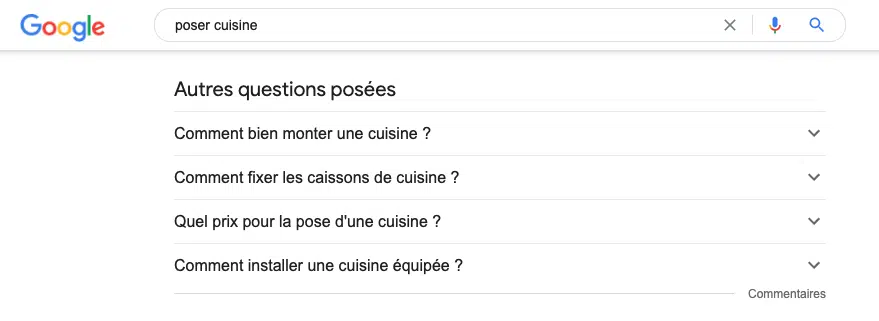 Google
poser cuisine
Autres questions posées
Comment bien monter une cuisine ?
Comment fixer les caissons de cuisine ?
Quel prix pour la pose d'une cuisine ?
Comment installer une cuisine équipée ?
Commentaires